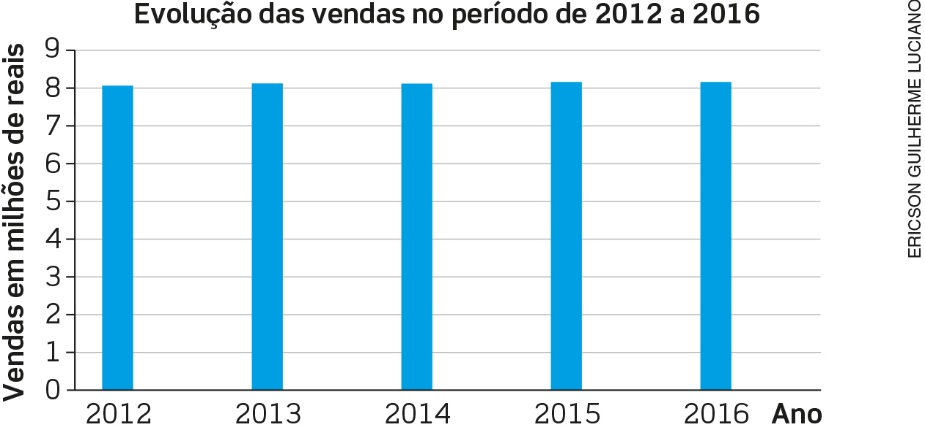 Evolução das vendas no período de 2012 a 2016
Vendas em milhões de reais
9
8
7
6
5
4
3
2
1
0
2012 2013 2014 2015 2016 Ano
ERICSON GUILHERME LUCIANO